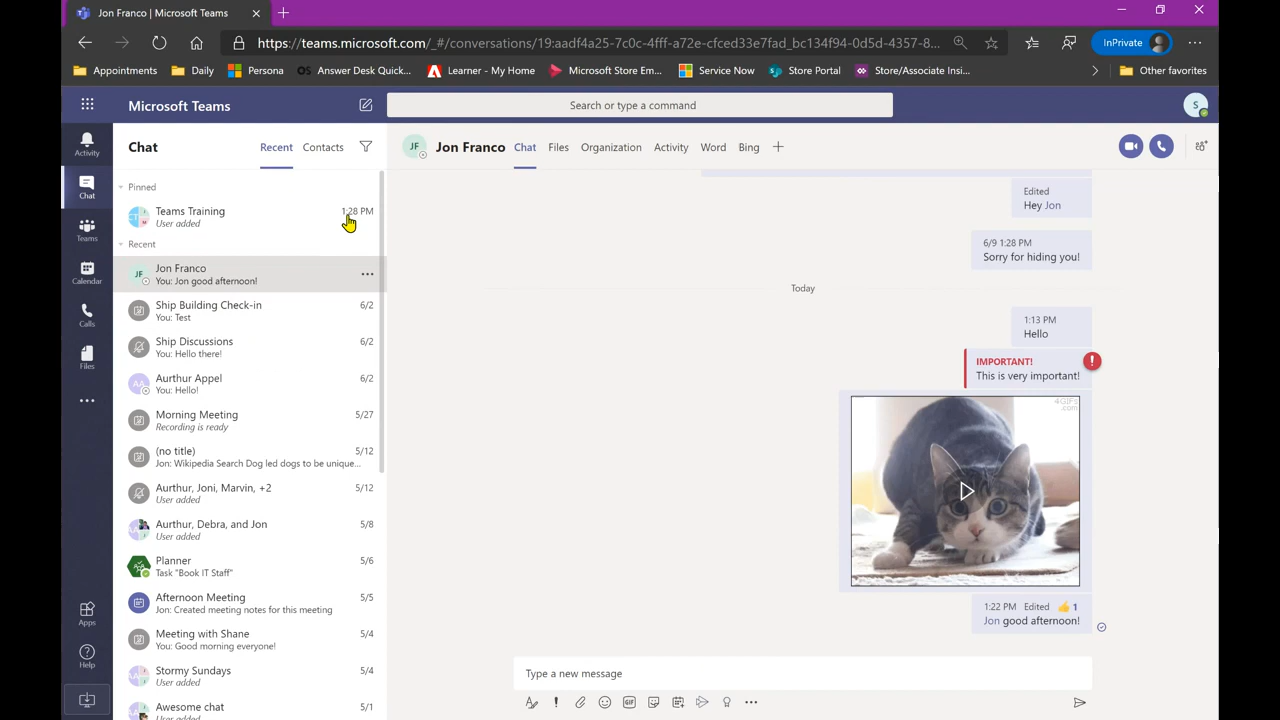 Jon Franco | Microsoft Teams
https://teams.microsoft.com/_#/conversations/19:aadf4a25-7c0c-4fff-a72e-cfced33e7fad_bc134f94-0d5d-4357-8...
InPrivate
Appointments
Daily
Persona
OS Answer Desk Quick...
Learner - My Home
Microsoft Store Em...
Service Now
Store Portal
Store/Associate Insi...
Other favorites
Microsoft Teams
Search or type a command
S
Activity
Chat
Teams
Calendar
Calls
Files
Apps
Help
Chat
Recent
Contacts
Pinned
Teams Training
1:28 PM
User added
Recent
JF
Jon Franco
You: Jon good afternoon!
Ship Building Check-in
6/2
You: Test
Ship Discussions
6/2
You: Hello there!
AA
Aurthur Appel
6/2
You: Hello!
Morning Meeting
5/27
Recording is ready
(no title)
5/12
Jon: Wikipedia Search Dog led dogs to be unique...
Aurthur, Joni, Marvin, +2
5/12
User added
Aurthur, Debra, and Jon
5/8
User added
Planner
5/6
Task "Book IT Staff"
Afternoon Meeting
5/5
Jon: Created meeting notes for this meeting
Meeting with Shane
5/4
You: Good morning everyone!
Stormy Sundays
5/4
User added
Awesome chat
5/1
JF
Jon Franco
Chat
Files
Organization
Activity
Word
Bing
Edited
Hey Jon
6/9 1:28 PM
Sorry for hiding you!
Today
1:13 PM
Hello
IMPORTANT!
This is very important!
4GIFs
.com
1:22 PM Edited 👍 1
Jon good afternoon!
Type a new message
GIF